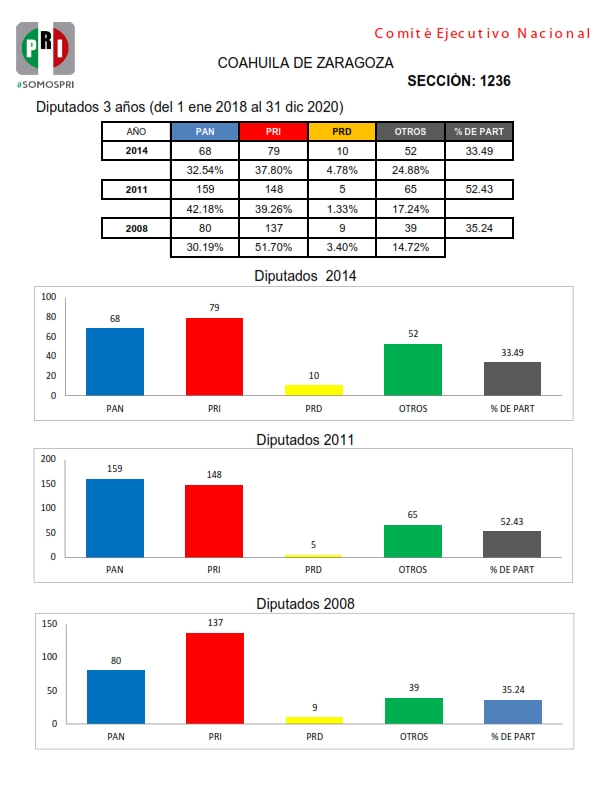 Comité Ejecutivo Nacional
PRI
#SOMOSPRI
COAHUILA DE ZARAGOZA
SECCIÓN: 1236
Diputados 3 años (del 1 ene 2018 al 31 dic 2020)
AÑO PAN PRI PRD OTROS % DE PART
2014 68 79 10 52 33.49
32.54% 37.80% 4.78% 24.88%
2011 159 148 5 65 52.43
42.18% 39.26% 1.33% 17.24%
2008 80 137 9 39 35.24
30.19% 51.70% 3.40% 14.72%
Diputados 2014
100
80
60
40
20
0
68 79 10 52 33.49
PAN PRI PRD OTROS % DE PART
Diputados 2011
200
150
100
50
0
159 148 5 65 52.43
PAN PRI PRD OTROS % DE PART
Diputados 2008
150
100
50
0
80 137 9 39 35.24
PAN PRI PRD OTROS % DE PART